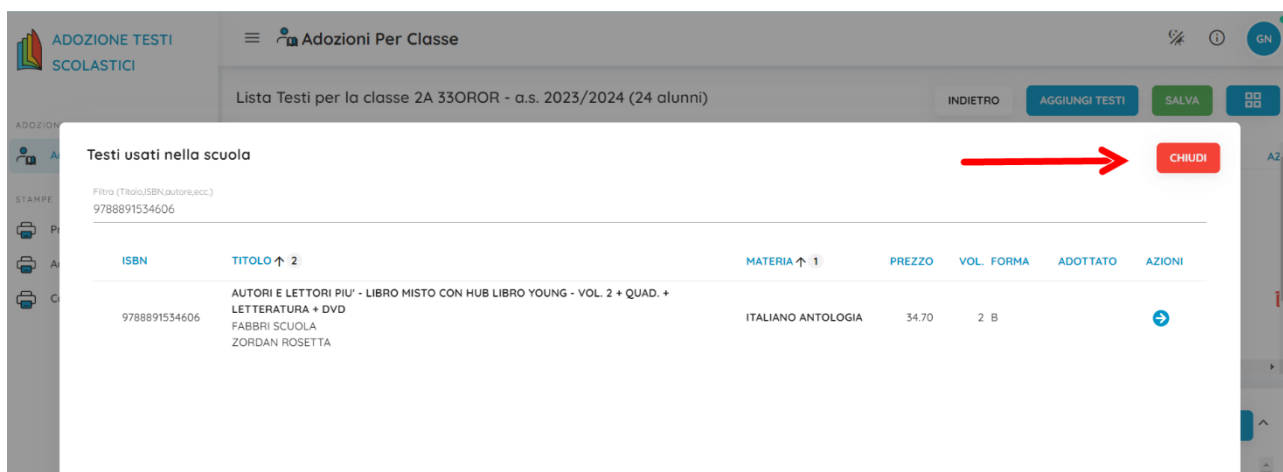 ADOZIONE TESTI
SCOLASTICI
Adozioni Per Classe
GN
Lista Testi per la classe 2A 33OROR - a.s. 2023/2024 (24 alunni)
INDIETRO
AGGIUNGI TESTI
SALVA
ADOZION
AZ
STAMPE
Testi usati nella scuola
CHIUDI
Filtra (Titolo,ISBN,autore,ecc.)
9788891534606
ISBN TITOLO 2 MATERIA 1 PREZZO VOL. FORMA ADOTTATO AZIONI
AUTORI E LETTORI PIU' - LIBRO MISTO CON HUB LIBRO YOUNG - VOL. 2 + QUAD. +
LETTERATURA + DVD
9788891534606 ITALIANO ANTOLOGIA 34.70 2 B
FABBRI SCUOLA
ZORDAN ROSETTA